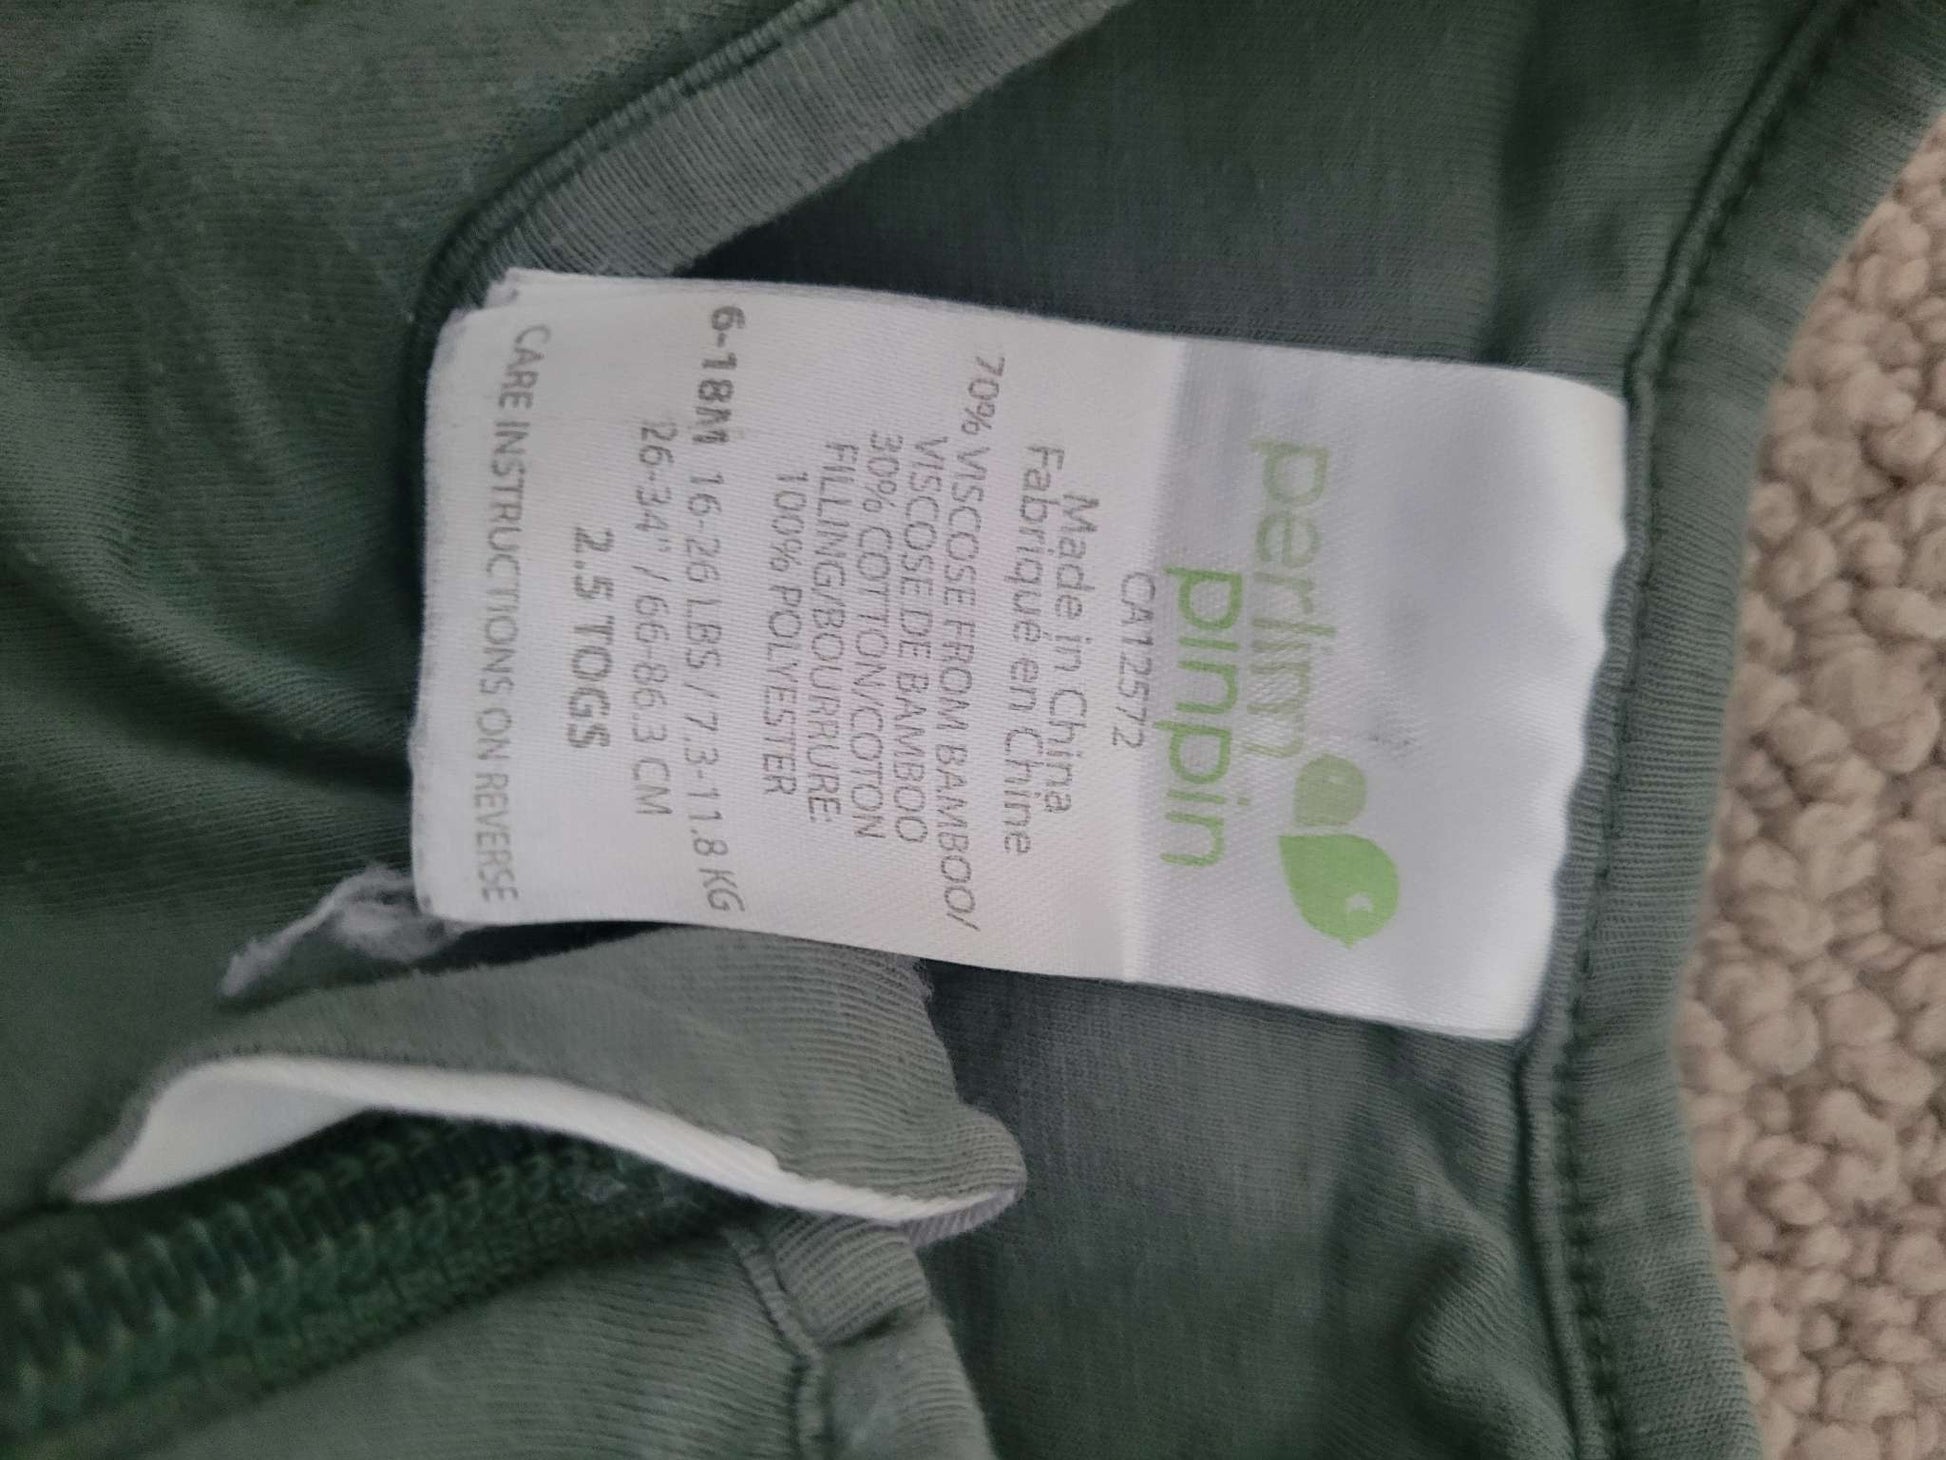 perlim
pinpin
CA12572
Made in China
Fabriqué en Chine
70% VISCOSE FROM BAMBOO/
VISCOSE DE BAMBOO
30% COTTON/COTON
FILLING/BOURRURE
100% POLYESTER
6-18M 16-26 LBS / 7.3-11.8 KG
26-34" / 66-86.3 CM
2.5 TOGS
CARE INSTRUCTIONS ON REVERSE